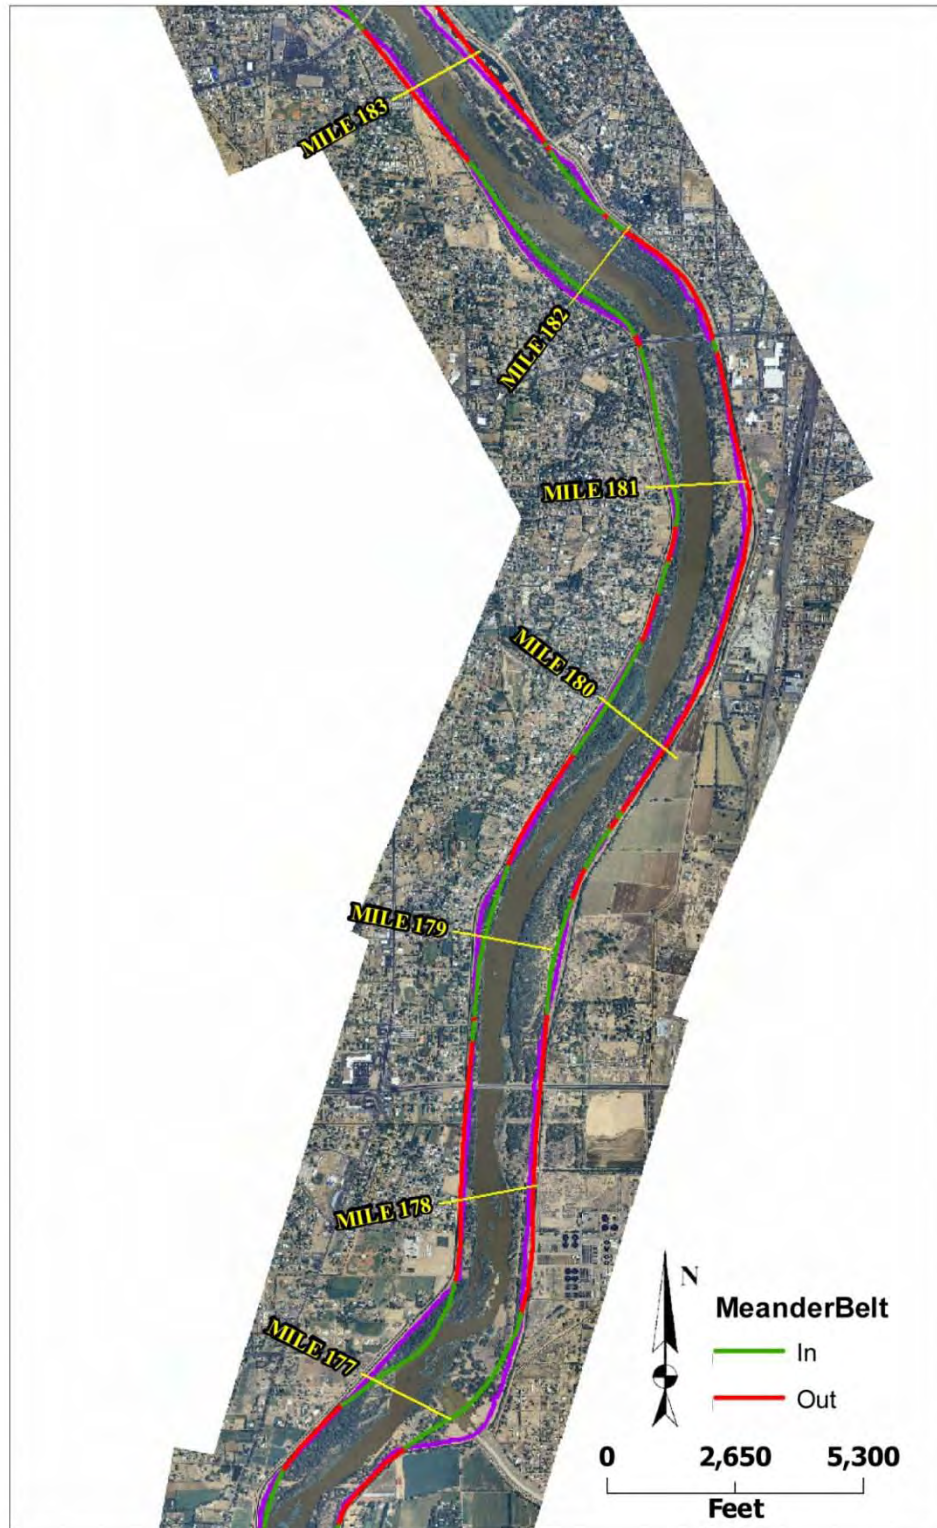 MILE 183
MILE 182
MILE 181
MILE 180
MILE 179
MILE 178
MILE 177
N
MeanderBelt
In
Out
0 2,650 5,300
Feet